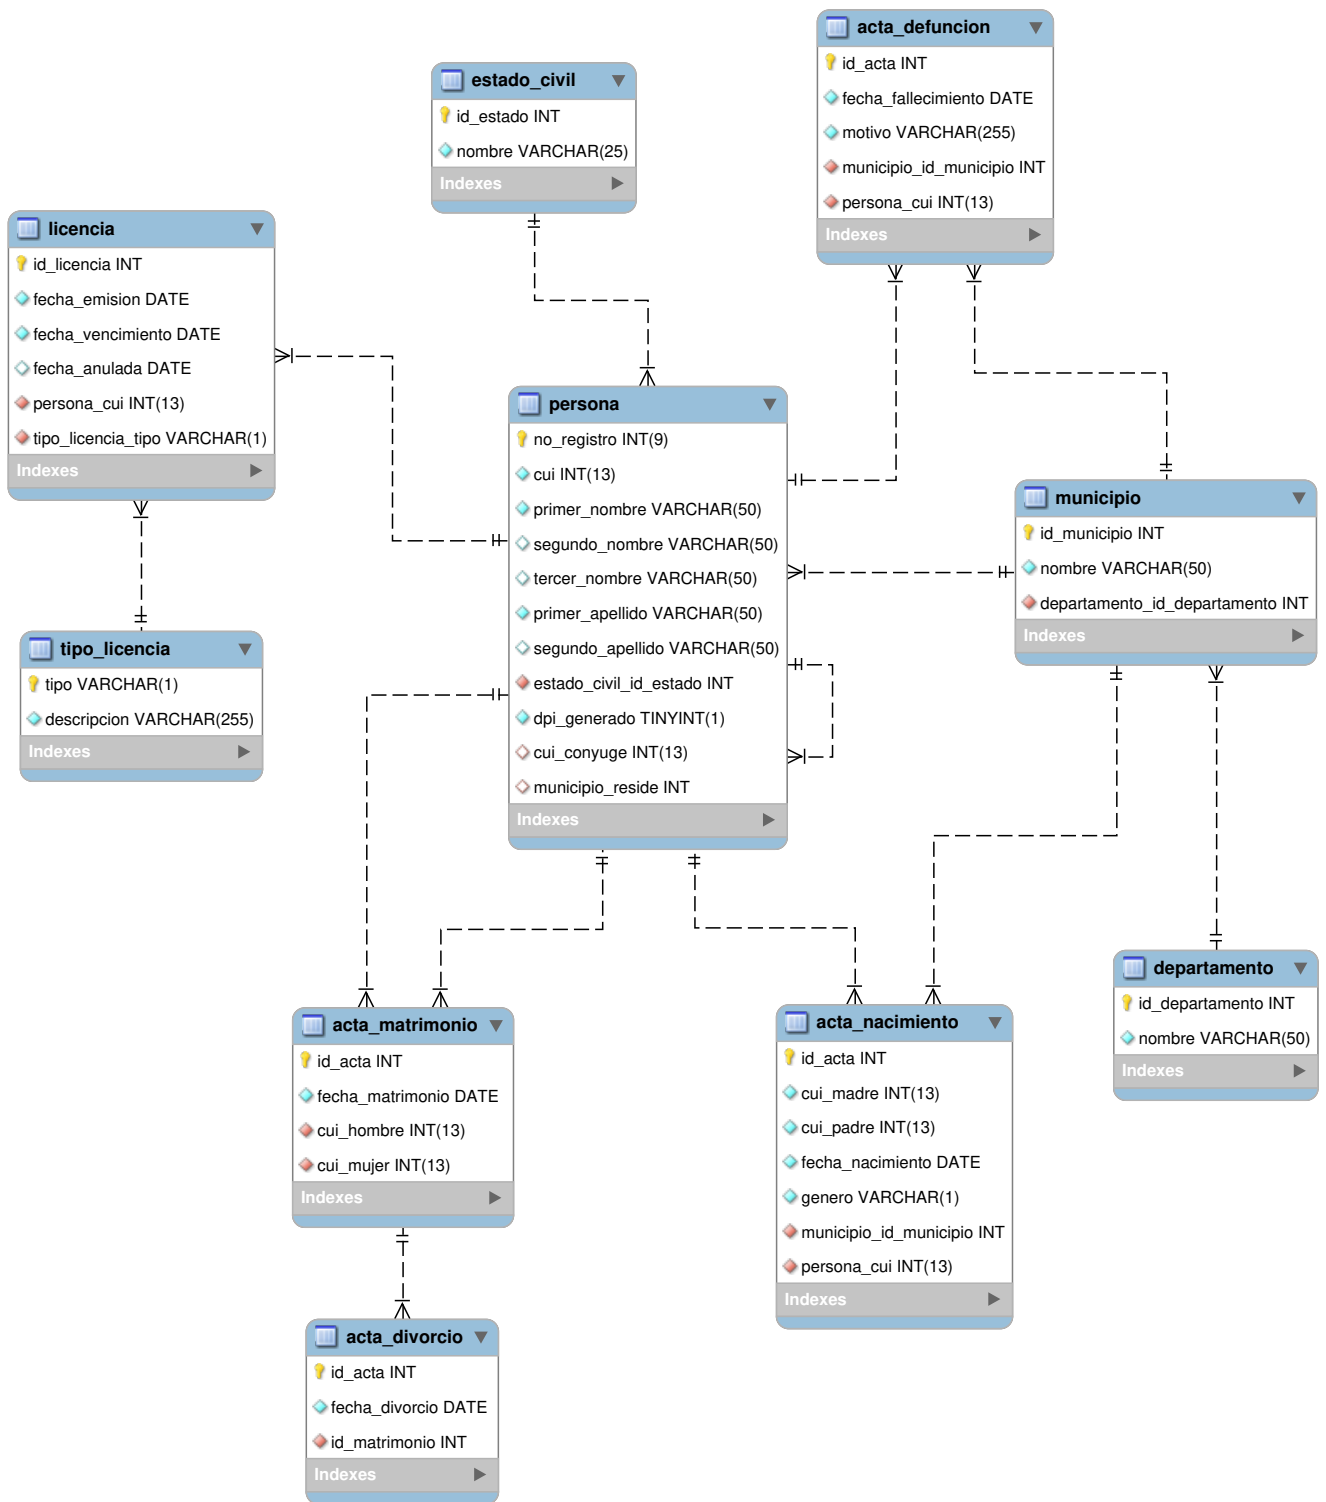 acta_defuncion
id_acta INT
fecha_fallecimiento DATE
motivo VARCHAR(255)
municipio_id_municipio INT
persona_cui INT(13)
Indexes
estado_civil
id_estado INT
nombre VARCHAR(25)
Indexes
licencia
id_licencia INT
fecha_emision DATE
fecha_vencimiento DATE
fecha_anulada DATE
persona_cui INT(13)
tipo_licencia_tipo VARCHAR(1)
Indexes
persona
no_registro INT(9)
cui INT(13)
primer_nombre VARCHAR(50)
segundo_nombre VARCHAR(50)
tercer_nombre VARCHAR(50)
primer_apellido VARCHAR(50)
segundo_apellido VARCHAR(50)
estado_civil_id_estado INT
dpi_generado TINYINT(1)
cui_conyuge INT(13)
municipio_reside INT
Indexes
municipio
id_municipio INT
nombre VARCHAR(50)
departamento_id_departamento INT
Indexes
tipo_licencia
tipo VARCHAR(1)
descripcion VARCHAR(255)
Indexes
departamento
id_departamento INT
nombre VARCHAR(50)
Indexes
acta_matrimonio
id_acta INT
fecha_matrimonio DATE
cui_hombre INT(13)
cui_mujer INT(13)
Indexes
acta_nacimiento
id_acta INT
cui_madre INT(13)
cui_padre INT(13)
fecha_nacimiento DATE
genero VARCHAR(1)
municipio_id_municipio INT
persona_cui INT(13)
Indexes
acta_divorcio
id_acta INT
fecha_divorcio DATE
id_matrimonio INT
Indexes